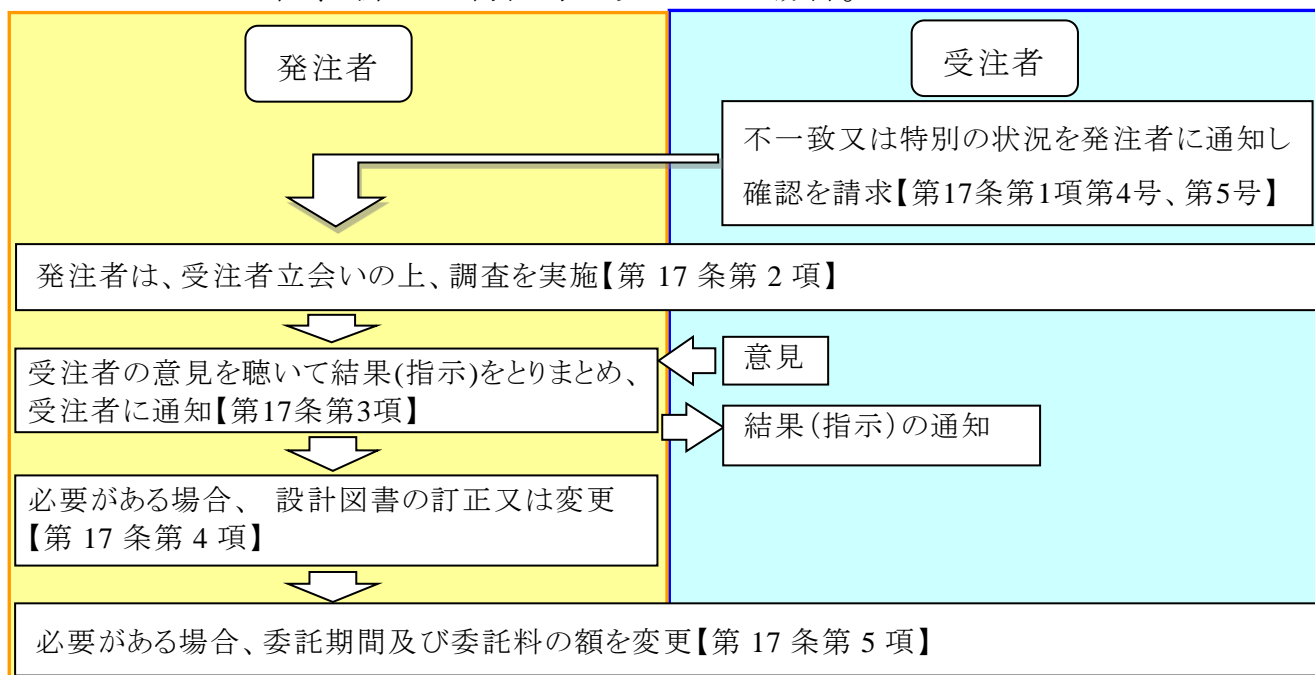 発注者
受注者
不一致又は特別の状況を発注者に通知し
確認を請求【第17条第1項第4号、第5号】
発注者は、受注者立会いの上、調査を実施【第 17 条第 2 項】
受注者の意見を聴いて結果(指示)をとりまとめ、
受注者に通知【第17条第3項】
意見
結果(指示)の通知
必要がある場合、 設計図書の訂正又は変更
【第 17 条第 4 項】
必要がある場合、委託期間及び委託料の額を変更【第 17 条第 5 項】